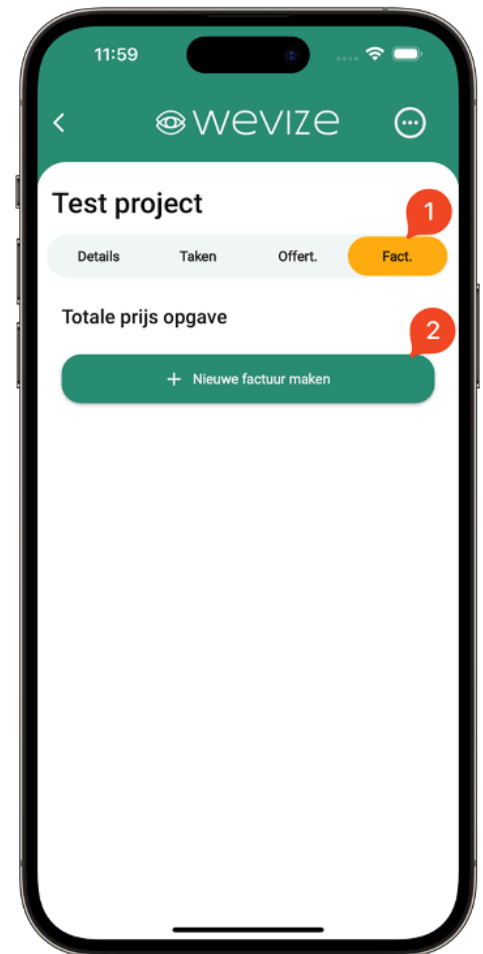 11:59
wevize
Test project
1
Details Taken Offert. Fact.
Totale prijs opgave
2
+ Nieuwe factuur maken